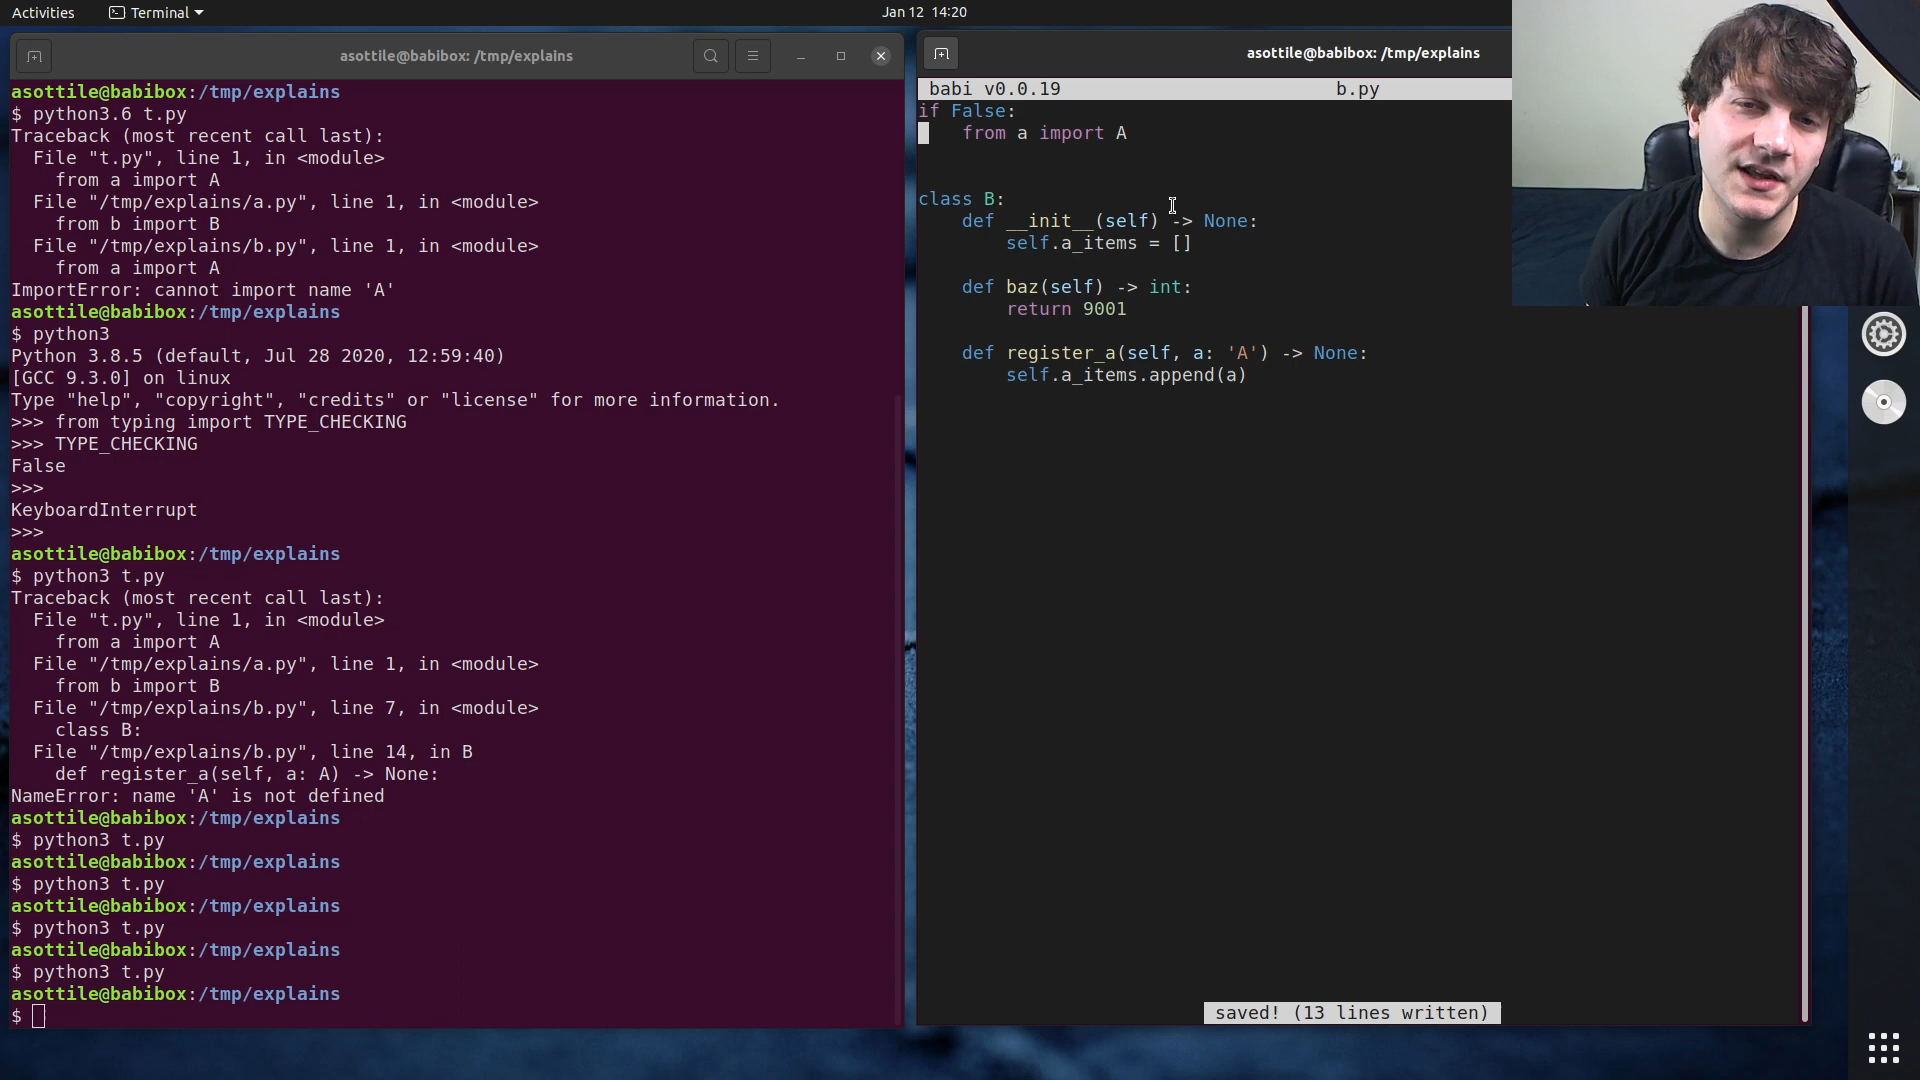 Activities
Terminal
Jan 12 14:20
asottile@babibox: /tmp/explains
asottile@babibox:/tmp/explains
$ python3.6 t.py
Traceback (most recent call last):
  File "t.py", line 1, in <module>
    from a import A
  File "/tmp/explains/a.py", line 1, in <module>
    from b import B
  File "/tmp/explains/b.py", line 1, in <module>
    from a import A
ImportError: cannot import name 'A'
asottile@babibox:/tmp/explains
$ python3
Python 3.8.5 (default, Jul 28 2020, 12:59:40)
[GCC 9.3.0] on linux
Type "help", "copyright", "credits" or "license" for more information.
>>> from typing import TYPE_CHECKING
>>> TYPE_CHECKING
False
>>>
KeyboardInterrupt
>>>
asottile@babibox:/tmp/explains
$ python3 t.py
Traceback (most recent call last):
  File "t.py", line 1, in <module>
    from a import A
  File "/tmp/explains/a.py", line 1, in <module>
    from b import B
  File "/tmp/explains/b.py", line 7, in <module>
    class B:
  File "/tmp/explains/b.py", line 14, in B
    def register_a(self, a: A) -> None:
NameError: name 'A' is not defined
asottile@babibox:/tmp/explains
$ python3 t.py
asottile@babibox:/tmp/explains
$ python3 t.py
asottile@babibox:/tmp/explains
$ python3 t.py
asottile@babibox:/tmp/explains
$ python3 t.py
asottile@babibox:/tmp/explains
$
asottile@babibox: /tmp/explains
babi v0.0.19 b.py
if False:
    from a import A
class B:
    def __init__(self) -> None:
        self.a_items = []
    def baz(self) -> int:
        return 9001
    def register_a(self, a: 'A') -> None:
        self.a_items.append(a)
saved! (13 lines written)